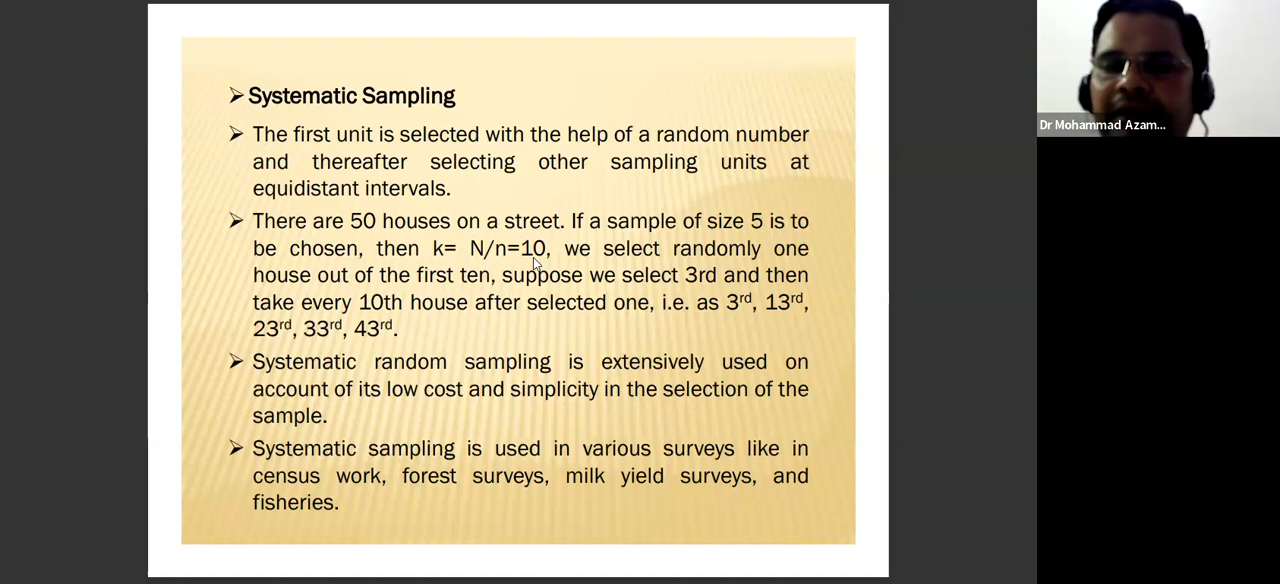 ➢ Systematic Sampling
➢ The first unit is selected with the help of a random number
and thereafter selecting other sampling units at
equidistant intervals.
➢ There are 50 houses on a street. If a sample of size 5 is to
be chosen, then k= N/n=10, we select randomly one
house out of the first ten, suppose we select 3rd and then
take every 10th house after selected one, i.e. as 3rd, 13rd,
23rd, 33rd, 43rd.
➢ Systematic random sampling is extensively used on
account of its low cost and simplicity in the selection of the
sample.
➢ Systematic sampling is used in various surveys like in
census work, forest surveys, milk yield surveys, and
fisheries.
Dr Mohammad Azam...